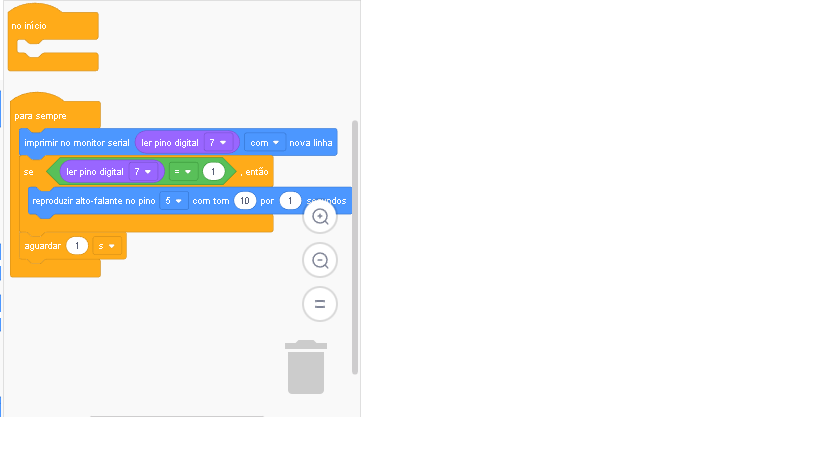 no início
para sempre
imprimir no monitor serial ler pino digital 7 com nova linha
se ler pino digital 7 = 1 , então
reproduzir alto-falante no pino 5 com tom 10 por 1 segundos
aguardar 1 s